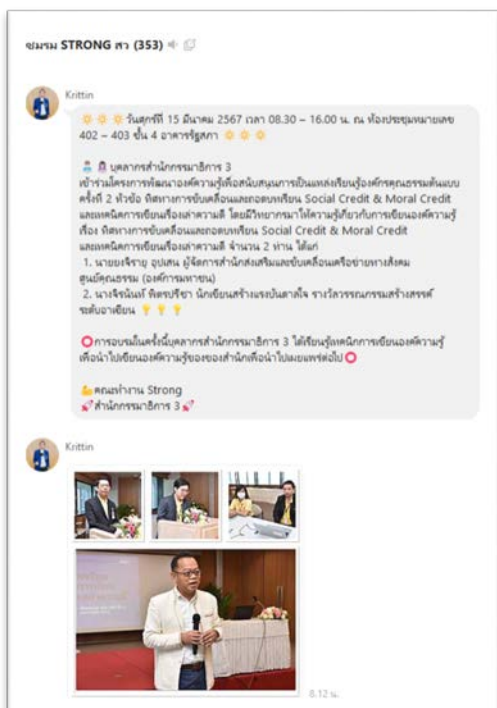 ชมรม STRONG สว (353)
Krittin
วันศุกร์ที่ 15 มีนาคม 2567 เวลา 08.30 – 16.00 น. ณ ห้องประชุมหมายเลข
402 – 403 ชั้น 4 อาคารรัฐสภา
บุคลากรสำนักกรรมาธิการ 3
เข้าร่วมโครงการพัฒนาองค์ความรู้เพื่อสนับสนุนการเป็นแหล่งเรียนรู้องค์กรคุณธรรมต้นแบบ
ครั้งที่ 2 หัวข้อ ทิศทางการขับเคลื่อนและถอดบทเรียน Social Credit & Moral Credit
และเทคนิคการเขียนเรื่องเล่าความดี โดยมีวิทยากรมาให้ความรู้เกี่ยวกับการเขียนองค์ความรู้
เรื่อง ทิศทางการขับเคลื่อนและถอดบทเรียน Social Credit & Moral Credit
และเทคนิคการเขียนเรื่องเล่าความดี จำนวน 2 ท่าน ได้แก่
1. นายยงจิรายุ อุปเสน ผู้จัดการสำนักส่งเสริมและขับเคลื่อนเครือข่ายทางสังคม
ศูนย์คุณธรรม (องค์การมหาชน)
2. นางจิรนันท์ พิตรปรีชา นักเขียนสร้างแรงบันดาลใจ รางวัลวรรณกรรมสร้างสรรค์
ระดับอาเซียน
การอบรมในครั้งนี้บุคลากรสำนักกรรมาธิการ 3 ได้เรียนรู้เทคนิคการเขียนองค์ความรู้
เพื่อนำไปเขียนองค์ความรู้ของของสำนักเพื่อนำไปเผยแพร่ต่อไป
คณะทำงาน Strong
สำนักกรรมาธิการ 3
Krittin
8.12 น.